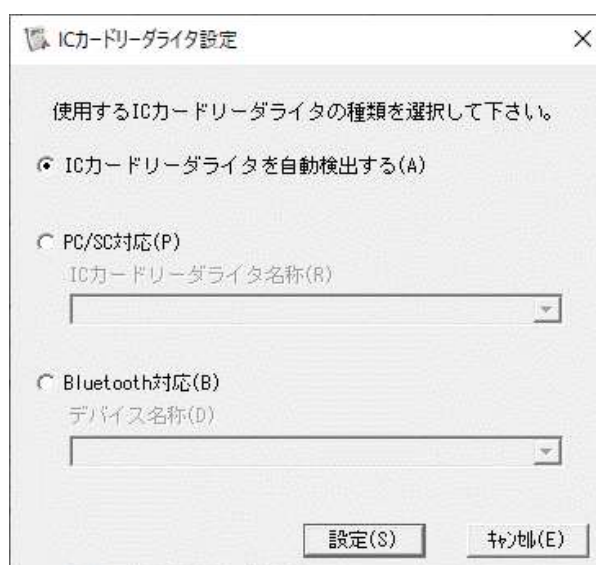 ICカードリーダライタ設定
使用するICカードリーダライタの種類を選択して下さい。
ICカードリーダライタを自動検出する(A)
PC/SC対応(P)
ICカードリーダライタ名称(R)
Bluetooth対応(B)
デバイス名称(D)
設定(S)
ｷｬﾝｾﾙ(E)